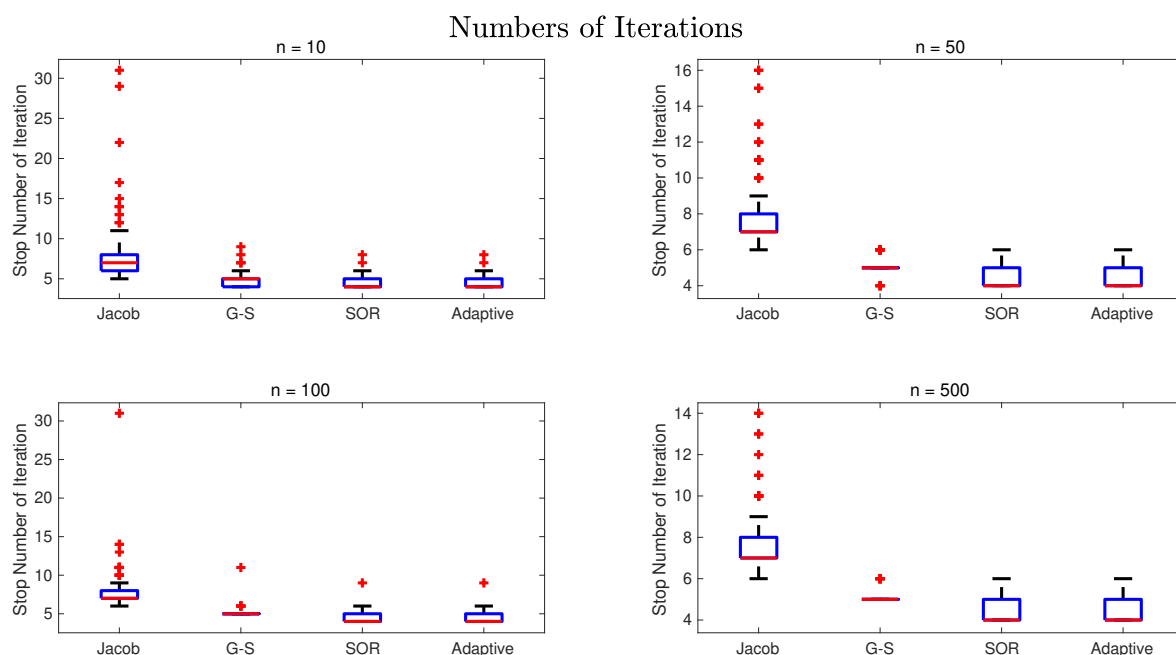 Numbers of Iterations
n = 10
Stop Number of Iteration
30
25
20
15
10
5
Jacob G-S SOR Adaptive
n = 50
Stop Number of Iteration
16
14
12
10
8
6
4
Jacob G-S SOR Adaptive
n = 100
Stop Number of Iteration
30
25
20
15
10
5
Jacob G-S SOR Adaptive
n = 500
Stop Number of Iteration
14
12
10
8
6
4
Jacob G-S SOR Adaptive